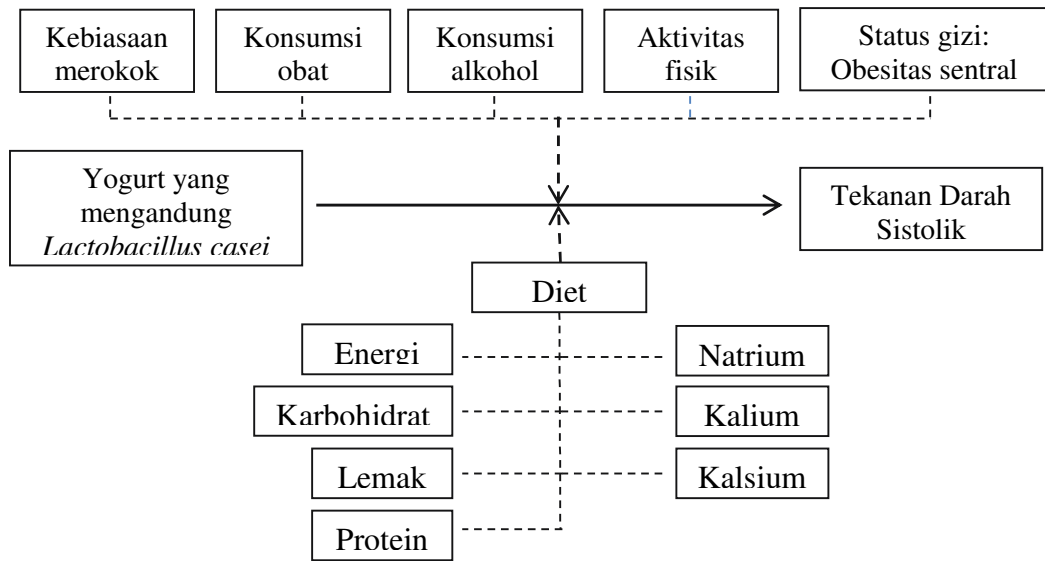 Kebiasaan
merokok
Konsumsi
obat
Konsumsi
alkohol
Aktivitas
fisik
Status gizi:
Obesitas sentral
Yogurt yang
mengandung
Lactobacillus casei
Tekanan Darah
Sistolik
Diet
Energi
Natrium
Karbohidrat
Kalium
Lemak
Kalsium
Protein